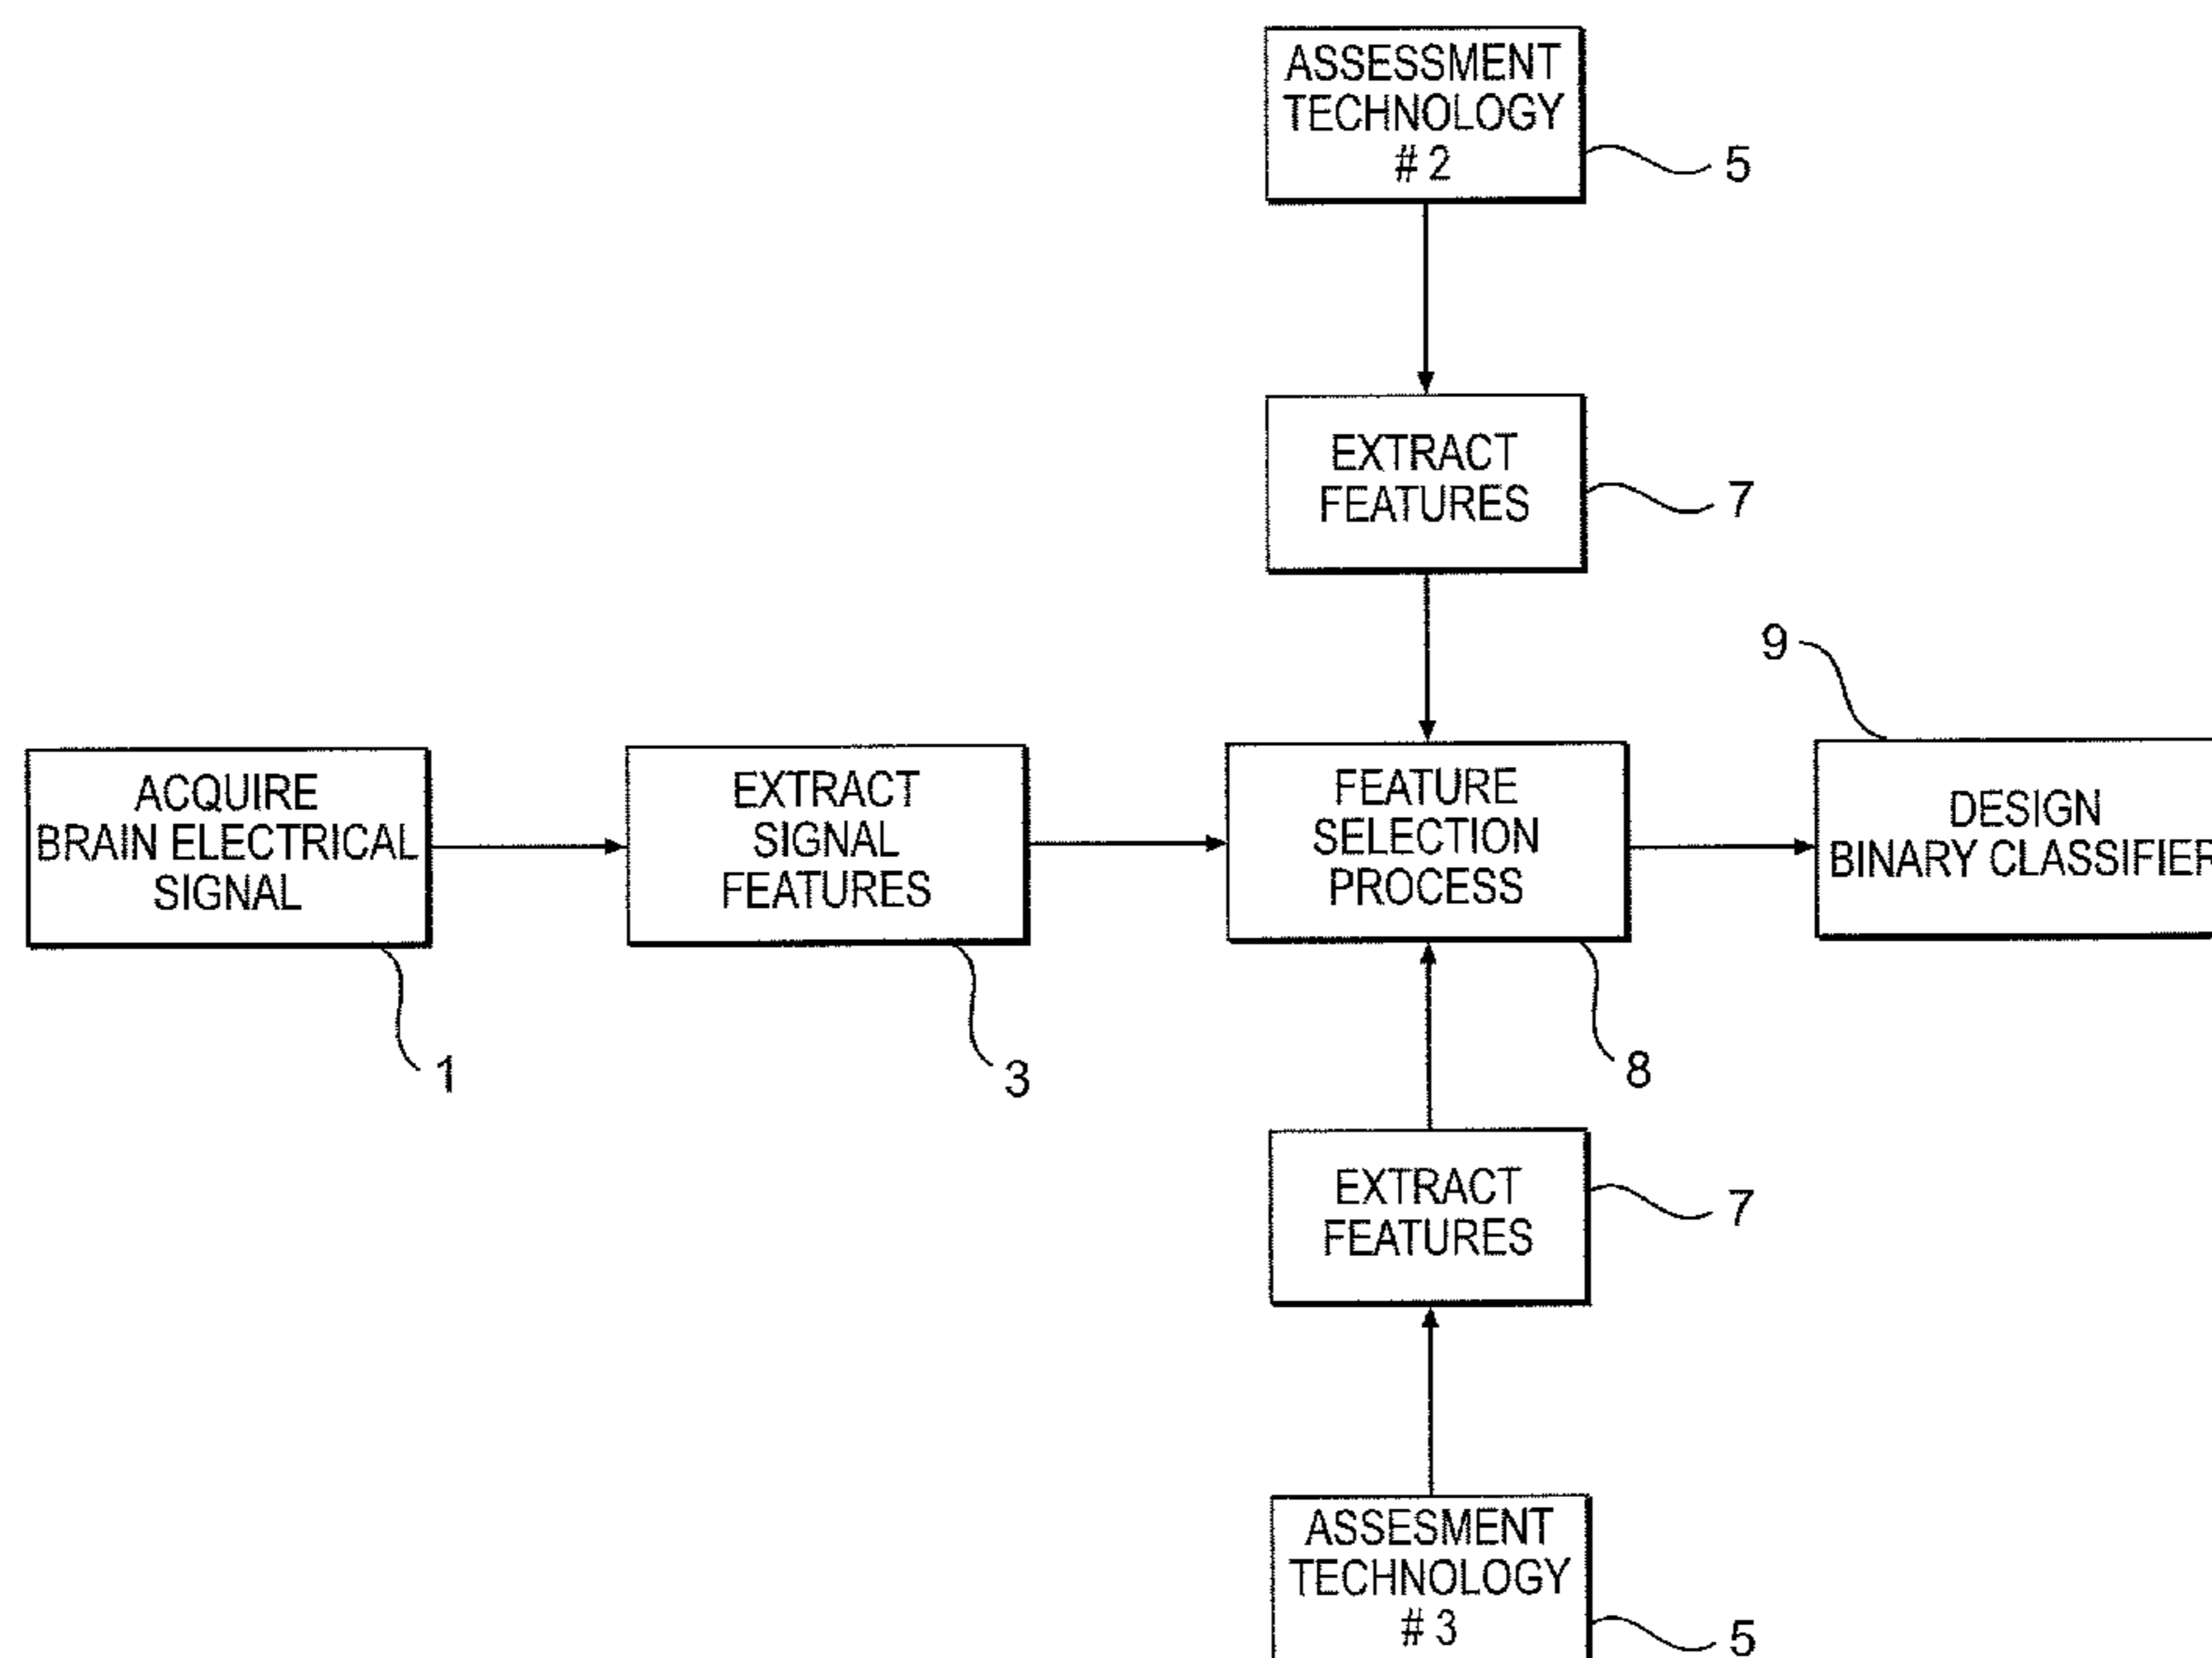 ASSESSMENT
TECHNOLOGY
# 2
5
EXTRACT
FEATURES
7
9
ACQUIRE
BRAIN ELECTRICAL
SIGNAL
1
EXTRACT
SIGNAL
FEATURES
3
FEATURE
SELECTION
PROCESS
8
DESIGN
BINARY CLASSIFIER
EXTRACT
FEATURES
7
ASSESMENT
TECHNOLOGY
# 3
5